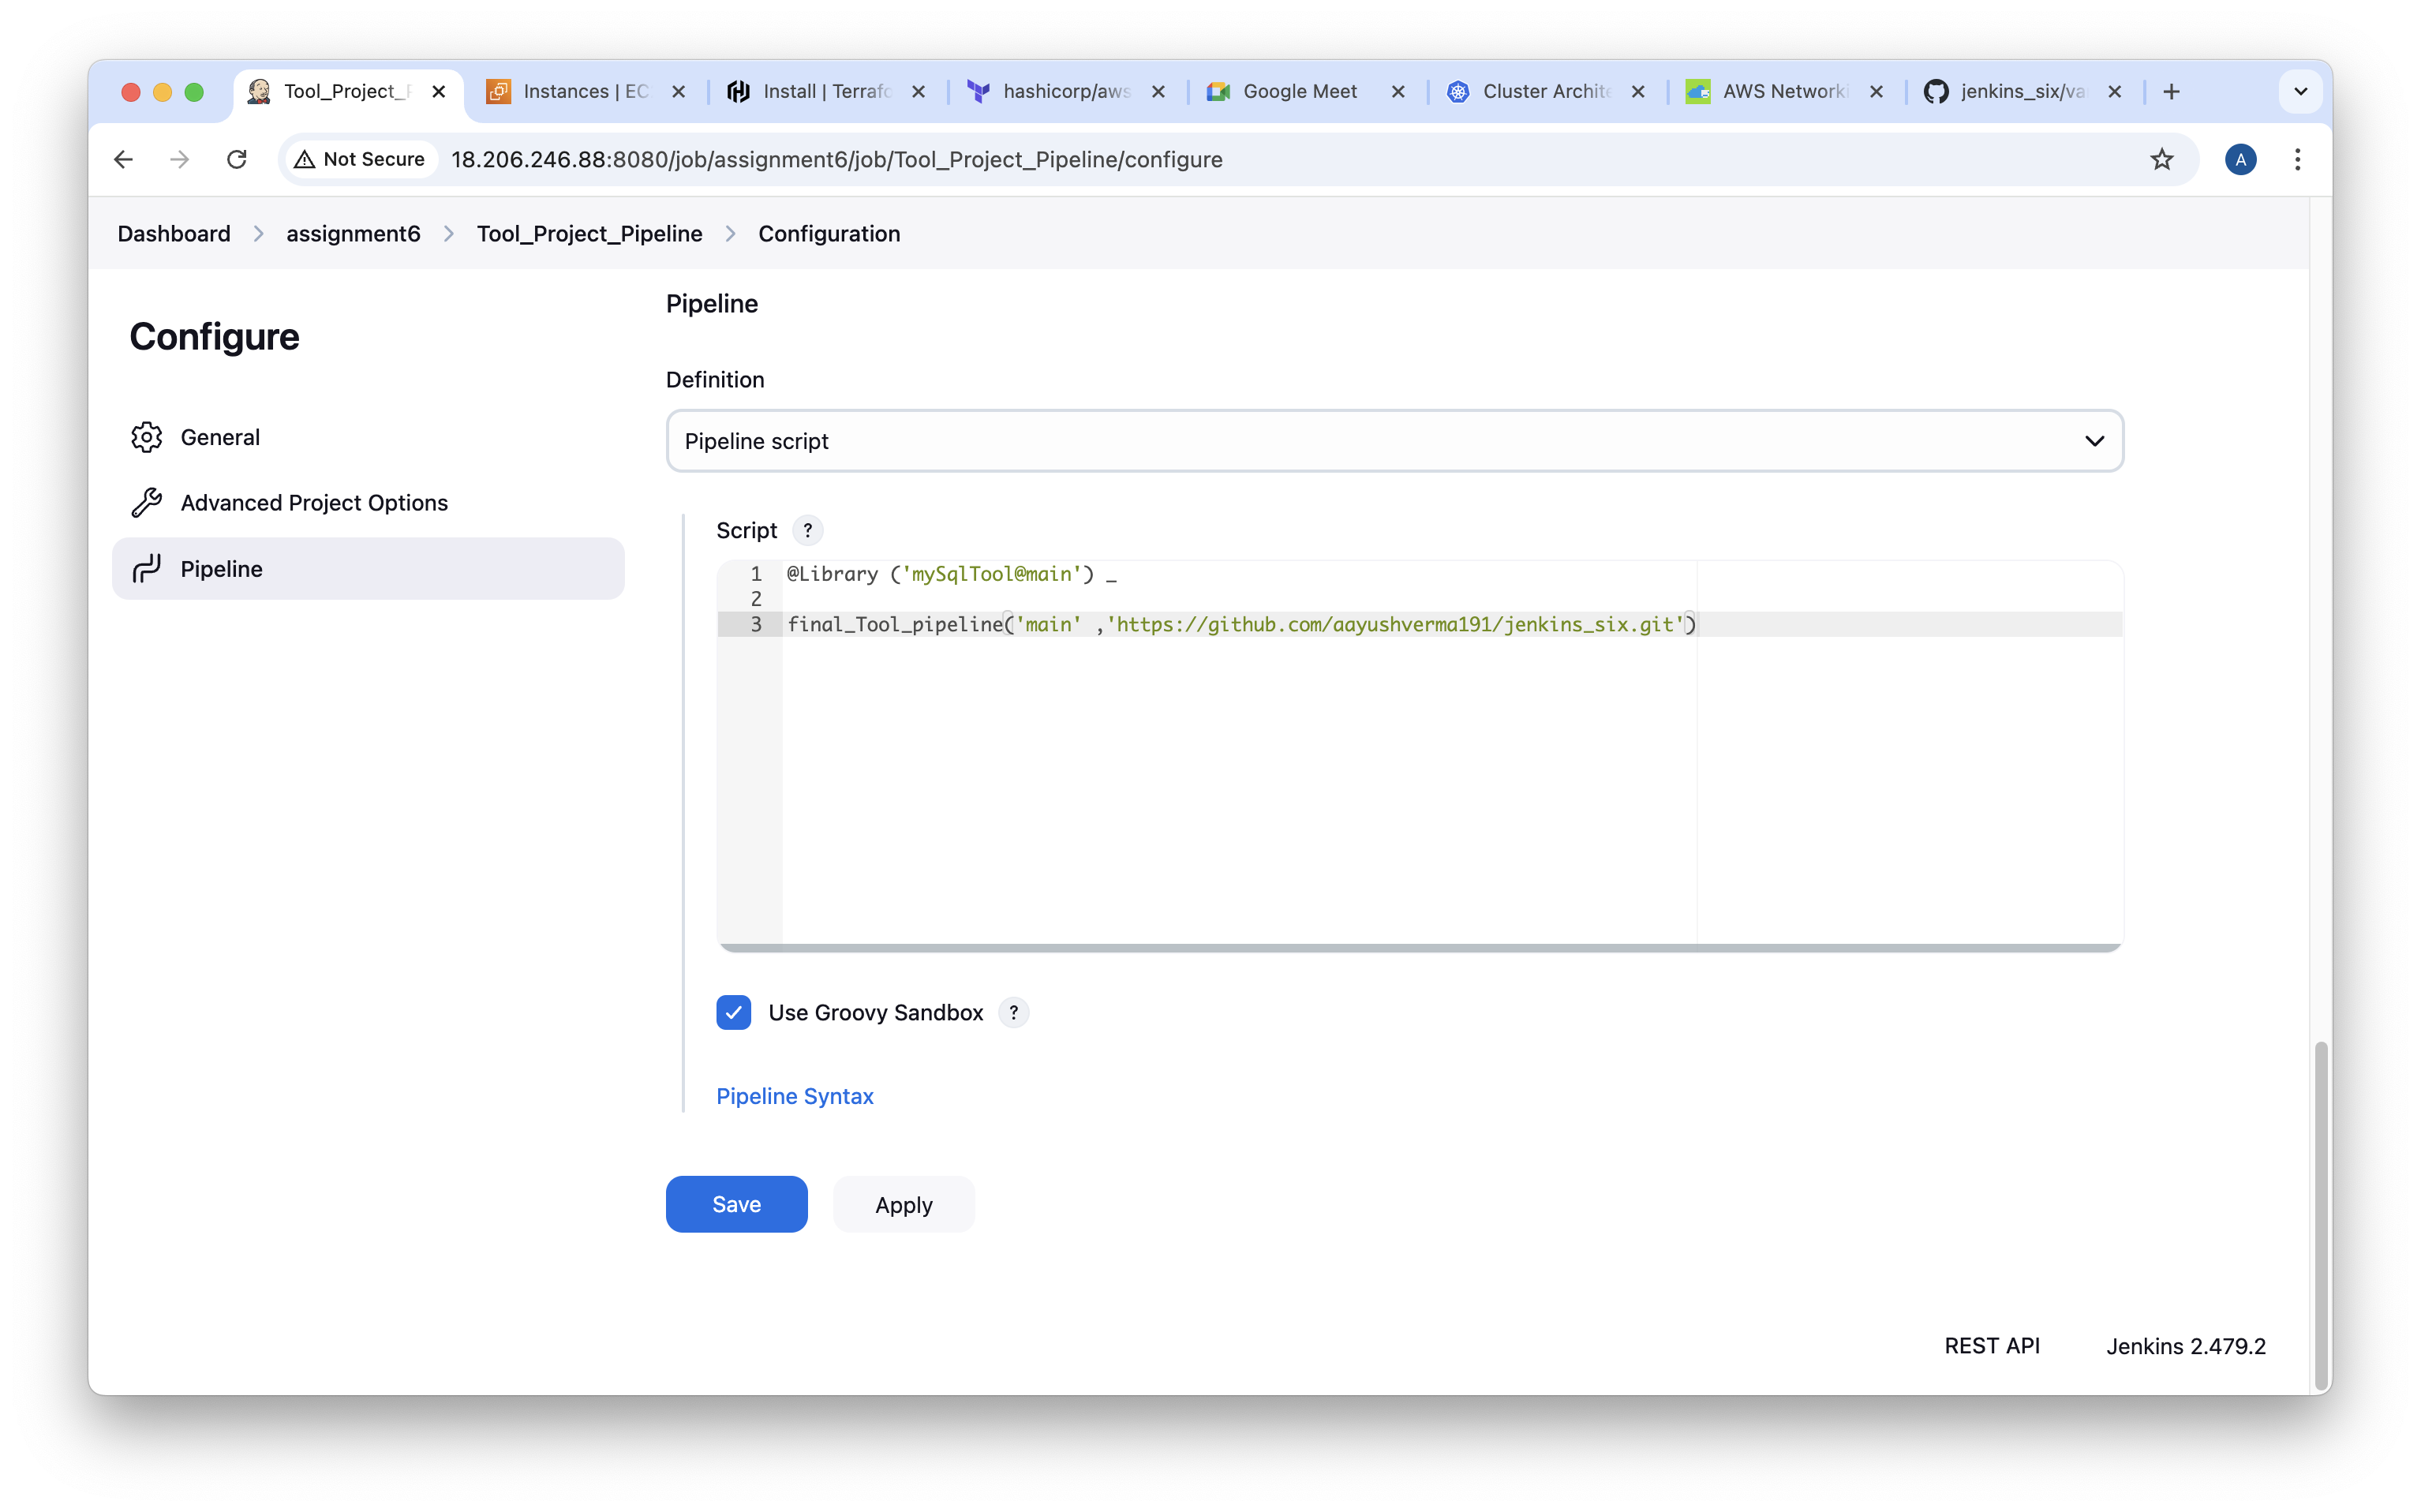 Tool_Project_P
Instances | EC
Install | Terrafo
hashicorp/aws
Google Meet
Cluster Archite
AWS Networki
jenkins_six/va
Not Secure
18.206.246.88:8080/job/assignment6/job/Tool_Project_Pipeline/configure
A
Dashboard > assignment6 > Tool_Project_Pipeline > Configuration
Configure
General
Advanced Project Options
Pipeline
Pipeline
Definition
Pipeline script
Script ?
1 @Library ('mySqlTool@main') _
2
3 final_Tool_pipeline('main' ,'https://github.com/aayushverma191/jenkins_six.git')
Use Groovy Sandbox ?
Pipeline Syntax
Save
Apply
REST API
Jenkins 2.479.2